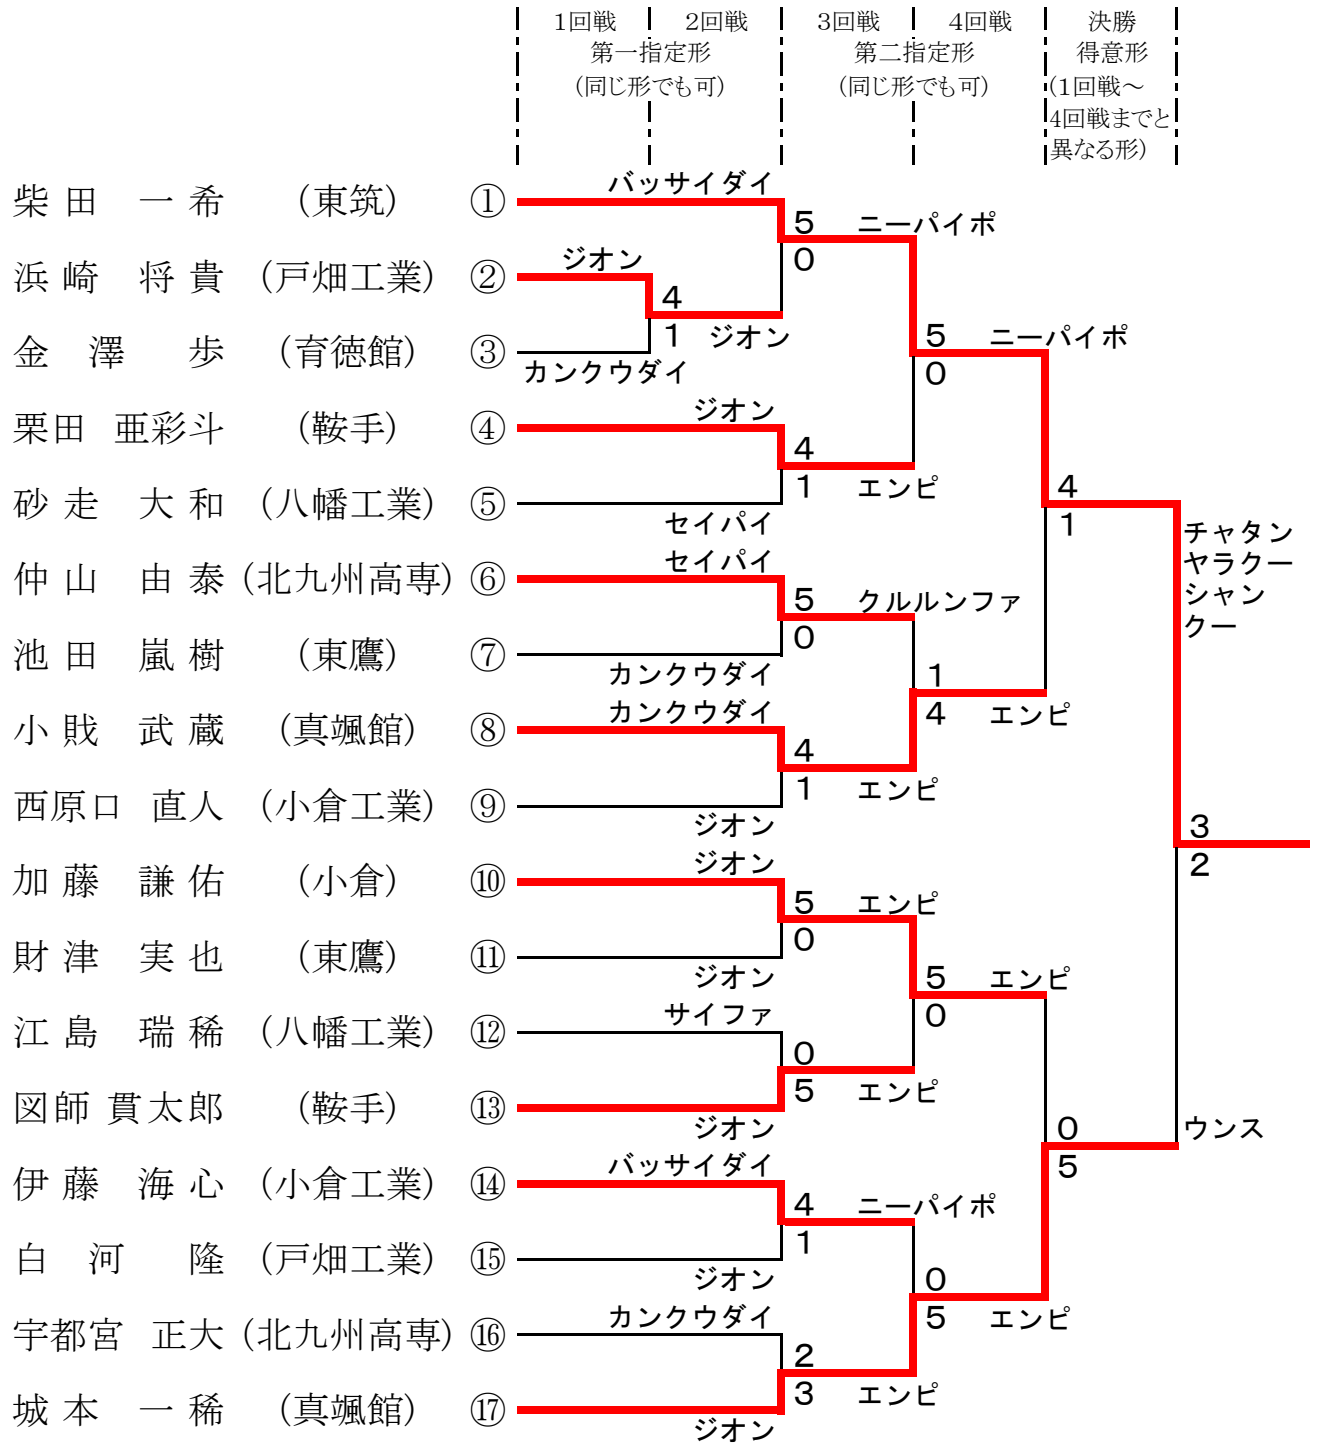 1回戦 2回戦 3回戦 4回戦 決勝
第一指定形 第二指定形 得意形
(同じ形でも可) (同じ形でも可) (1回戦～
4回戦までと
異なる形)
バッサイダイ
柴田 一希 (東筑) ①
5 ニーパイポ
0
ジオン
浜崎 将貴 (戸畑工業) ②
4
1 ジオン
5 ニーパイポ
0
金澤 歩 (育徳館) ③
カンクウダイ
ジオン
栗田 亜彩斗 (鞍手) ④
4
1 エンピ
砂走 大和 (八幡工業) ⑤
セイパイ
4
1
チャタン
ヤラクー
シャン
クー
セイパイ
仲山 由泰 (北九州高専) ⑥
5 クルルンファ
0
池田 嵐樹 (東鷹) ⑦
カンクウダイ
1
4 エンピ
カンクウダイ
小賎 武蔵 (真颯館) ⑧
4
1 エンピ
西原口 直人 (小倉工業) ⑨
ジオン
3
2
ジオン
加藤 謙佑 (小倉) ⑩
5 エンピ
0
財津 実也 (東鷹) ⑪
ジオン
5 エンピ
0
サイファ
江島 瑞稀 (八幡工業) ⑫
0
5 エンピ
図師 貫太郎 (鞍手) ⑬
ジオン
0
5
ウンス
バッサイダイ
伊藤 海心 (小倉工業) ⑭
4 ニーパイポ
1
白河 隆 (戸畑工業) ⑮
ジオン
0
5 エンピ
カンクウダイ
宇都宮 正大 (北九州高専) ⑯
2
3 エンピ
城本 一稀 (真颯館) ⑰
ジオン